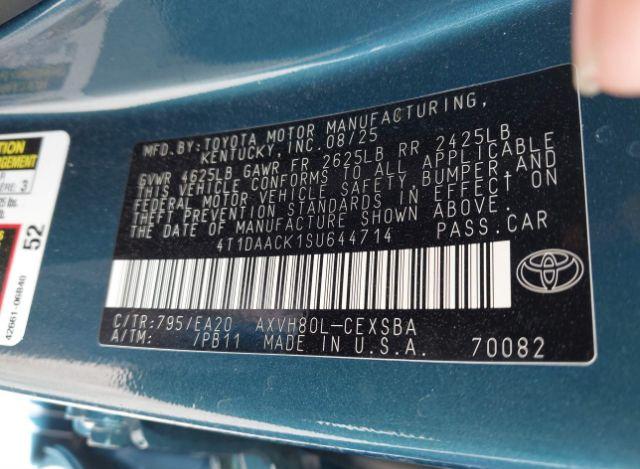 MFD.BY:TOYOTA MOTOR MANUFACTURING,
KENTUCKY,INC.08/25
GVWR 4625LB GAWR FR 2625LB RR 2425LB
THIS VEHICLE CONFORMS TO ALL APPLICABLE
FEDERAL MOTOR VEHICLE SAFETY,BUMPER,AND
THEFT PREVENTION STANDARDS IN EFFECT ON
THE DATE OF MANUFACTURE SHOWN ABOVE.
4T1DAACK1SU644714 PASS.CAR
C/TR:795/EA20 AXVH80L-CEXSBA
A/TM: /PB11 MADE IN U.S.A. 70082
52
42661-06B40